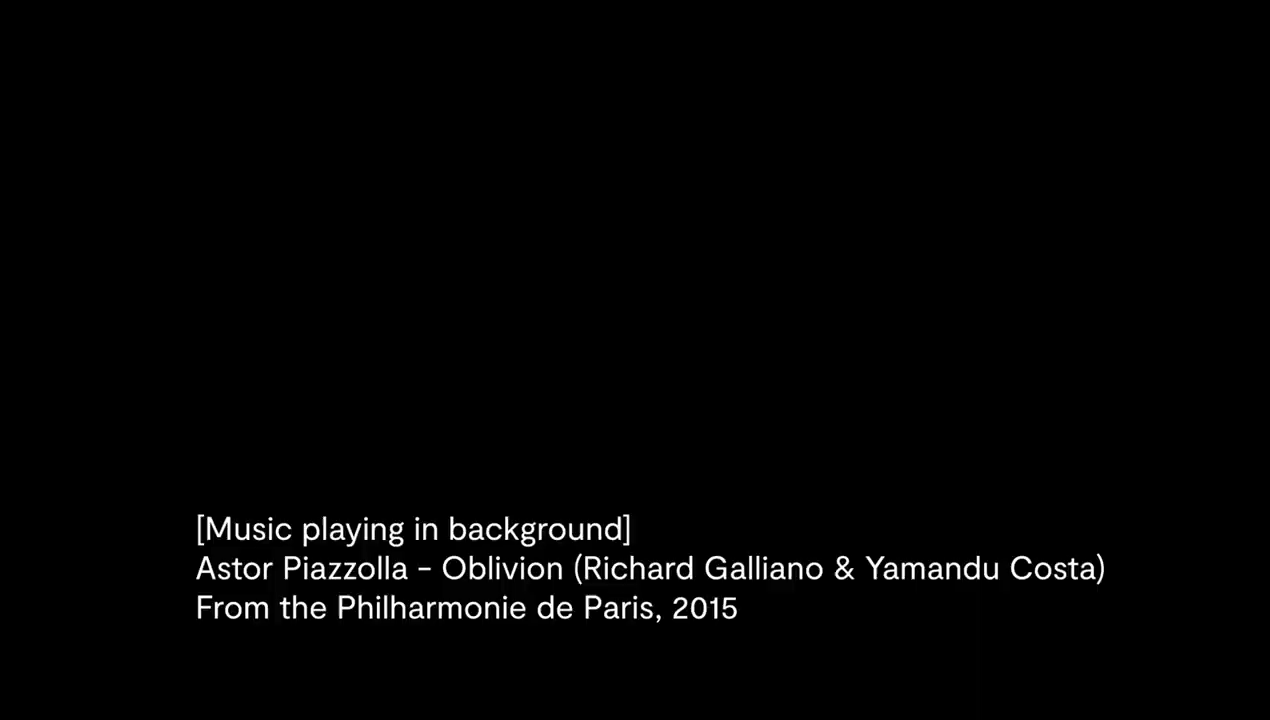 [Music playing in background]
Astor Piazzolla - Oblivion (Richard Galliano & Yamandu Costa)
From the Philharmonie de Paris, 2015